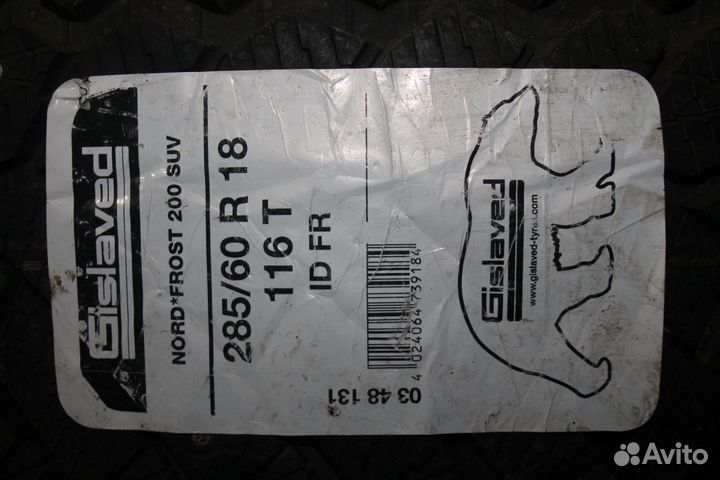 Gislaved
NORD*FROST 200 SUV
285/60 R 18
116 T
ID FR
4 024064 739184
03 48 131
Gislaved
www.gislaved-tyres.com
Avito